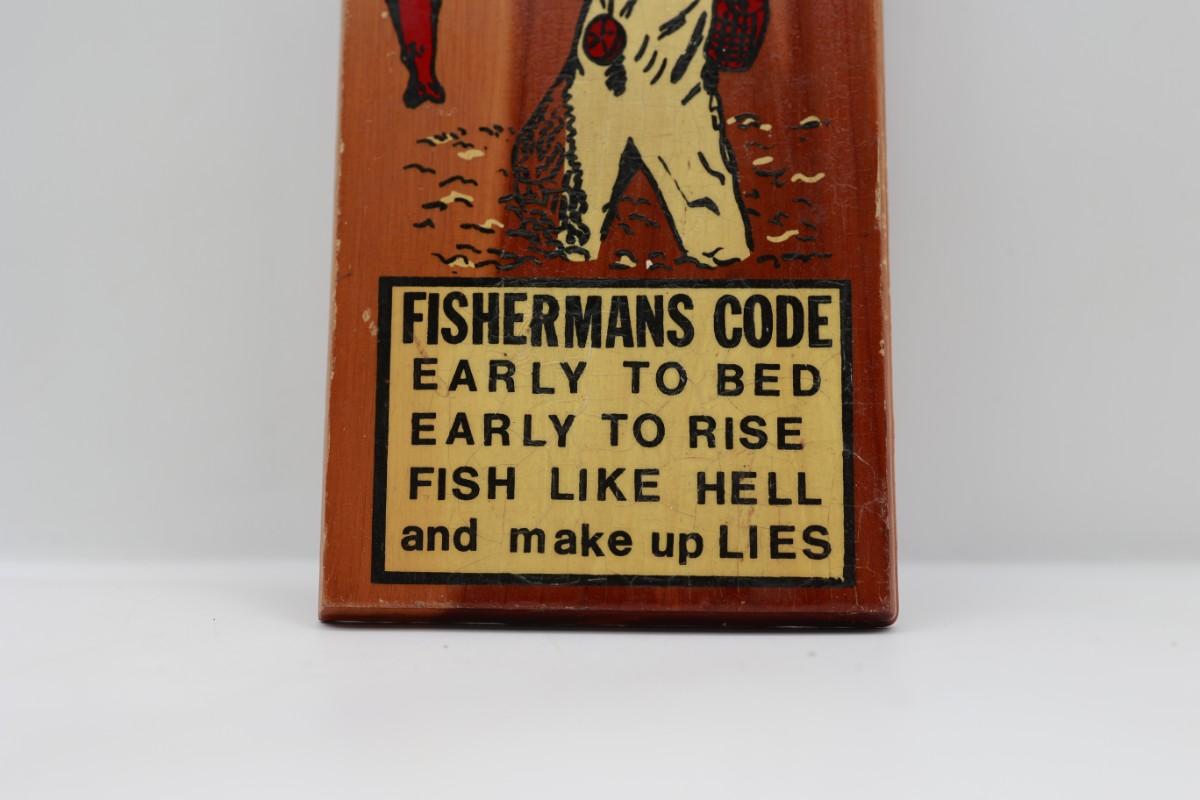 FISHERMANS CODE
EARLY TO BED
EARLY TO RISE
FISH LIKE HELL
and make up LIES